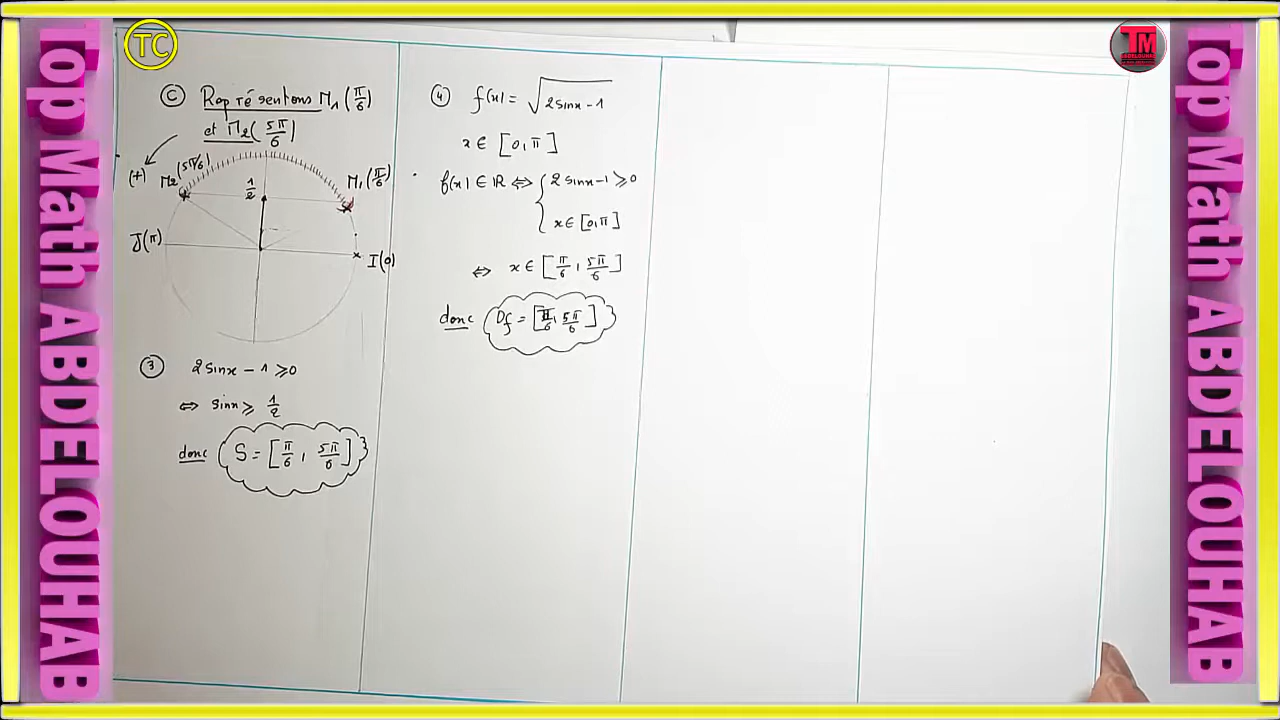 Top Math ABDELOUHAB
TC
Ⓒ Représentons M₁(π/6)
et M₂(5π/6)
(+)
M₂(5π/6)
1/2
M₁(π/6)
J(π)
I(0)
③ 2sinx - 1 ⩾ 0
⇔ sinx ⩾ 1/2
donc S = [π/6, 5π/6]
④ f(x) = √(2sinx - 1)
x ∈ [0, π]
f(x) ∈ ℝ ⇔ { 2sinx - 1 ⩾ 0
x ∈ [0, π]
⇔ x ∈ [π/6, 5π/6]
donc Df = [π/6, 5π/6]
TM
ABDELOUHAB
Top Math ABDELOUHAB